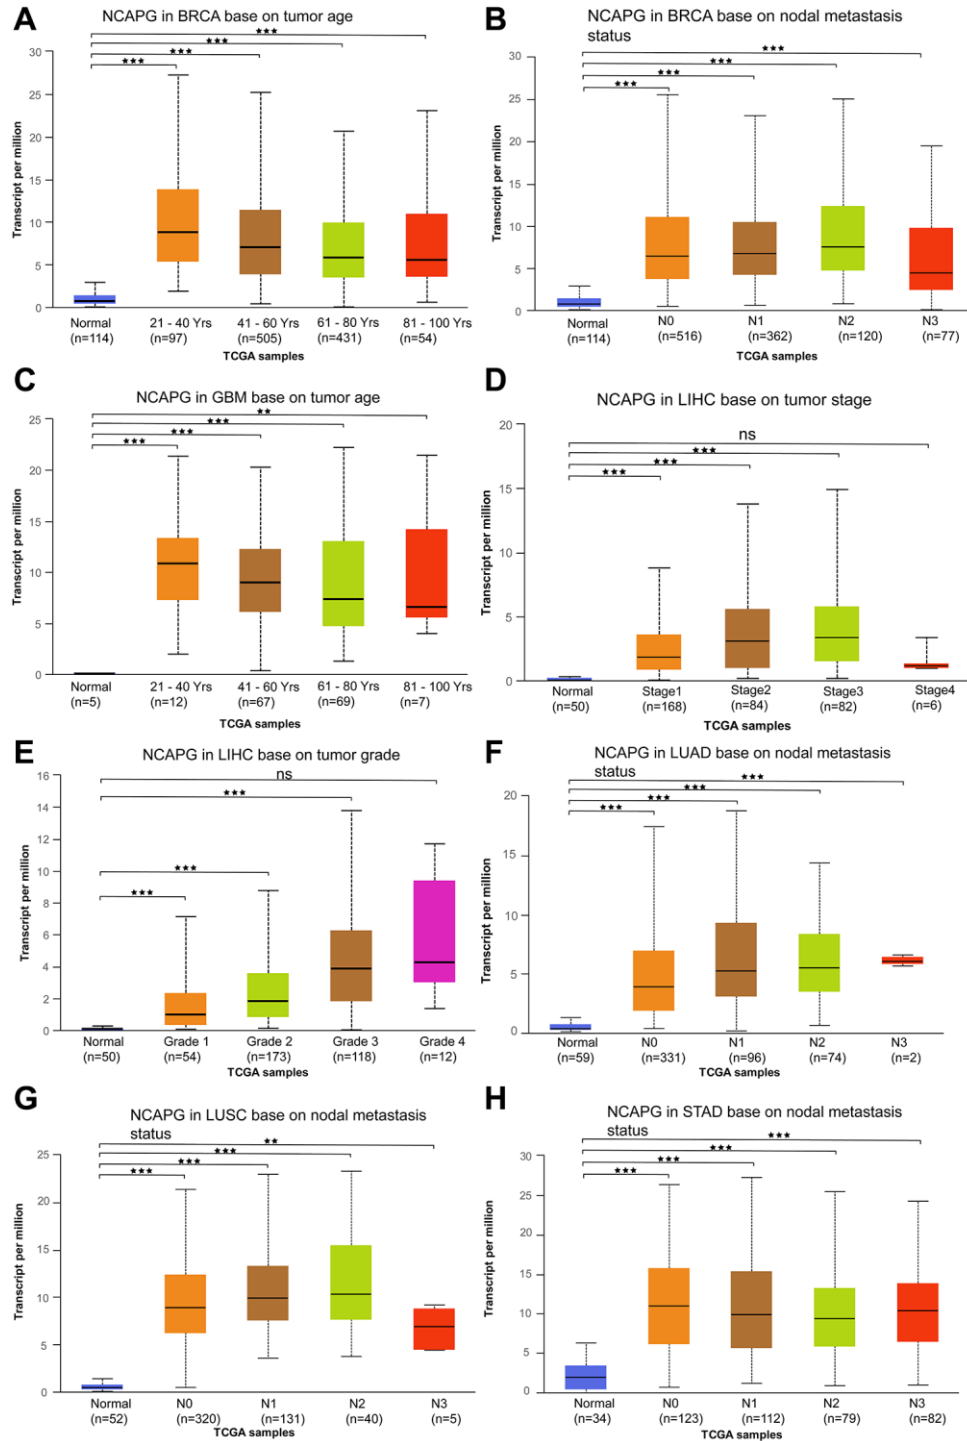 A
NCAPG in BRCA base on tumor age
★★★
★★★
★★★
★★★
Transcript per million
30
25
20
15
10
5
0
Normal 21 - 40 Yrs 41 - 60 Yrs 61 - 80 Yrs 81 - 100 Yrs
(n=114) (n=97) (n=505) (n=431) (n=54)
TCGA samples
B
NCAPG in BRCA base on nodal metastasis
status
★★★
★★★
★★★
★★★
Transcript per million
30
25
20
15
10
5
0
Normal N0 N1 N2 N3
(n=114) (n=516) (n=362) (n=120) (n=77)
TCGA samples
C
NCAPG in GBM base on tumor age
★★
★★★
★★★
★★★
Transcript per million
25
20
15
10
5
0
Normal 21 - 40 Yrs 41 - 60 Yrs 61 - 80 Yrs 81 - 100 Yrs
(n=5) (n=12) (n=67) (n=69) (n=7)
TCGA samples
D
NCAPG in LIHC base on tumor stage
ns
★★★
★★★
★★★
Transcript per million
20
15
10
5
0
Normal Stage1 Stage2 Stage3 Stage4
(n=50) (n=168) (n=84) (n=82) (n=6)
TCGA samples
E
NCAPG in LIHC base on tumor grade
ns
★★★
★★★
★★★
Transcript per million
16
14
12
10
8
6
4
2
0
Normal Grade 1 Grade 2 Grade 3 Grade 4
(n=50) (n=54) (n=173) (n=118) (n=12)
TCGA samples
F
NCAPG in LUAD base on nodal metastasis
status
★★★
★★★
★★★
★★★
Transcript per million
20
15
10
5
0
Normal N0 N1 N2 N3
(n=59) (n=331) (n=96) (n=74) (n=2)
TCGA samples
G
NCAPG in LUSC base on nodal metastasis
status
★★
★★★
★★★
★★★
Transcript per million
25
20
15
10
5
0
Normal N0 N1 N2 N3
(n=52) (n=320) (n=131) (n=40) (n=5)
TCGA samples
H
NCAPG in STAD base on nodal metastasis
status
★★★
★★★
★★★
★★★
Transcript per million
30
25
20
15
10
5
0
Normal N0 N1 N2 N3
(n=34) (n=123) (n=112) (n=79) (n=82)
TCGA samples